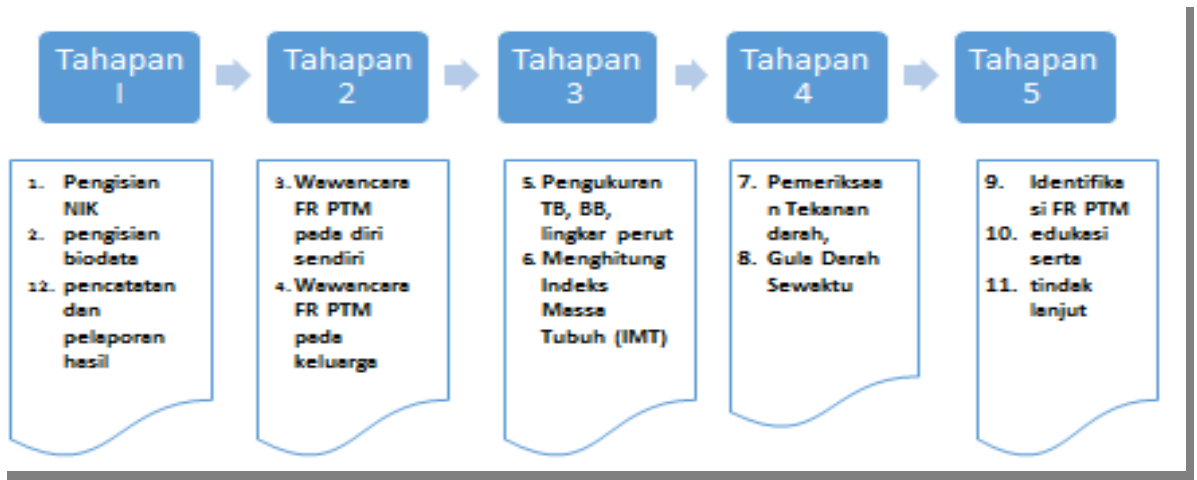 Tahapan
1
Tahapan
2
Tahapan
3
Tahapan
4
Tahapan
5
1. Pengisian
NIK
2. pengisian
biodata
12. pencatatan
dan
pelaporan
hasil
3. Wawancara
FR PTM
pada diri
sendiri
4. Wawancara
FR PTM
pada
keluarga
5. Pengukuran
TB, BB,
lingkar perut
6. Menghitung
Indeks
Massa
Tubuh (IMT)
7. Pemeriksaa
n Tekanan
darah,
8. Gula Darah
Sewaktu
9. Identifika
si FR PTM
10. edukasi
serta
11. tindak
lanjut